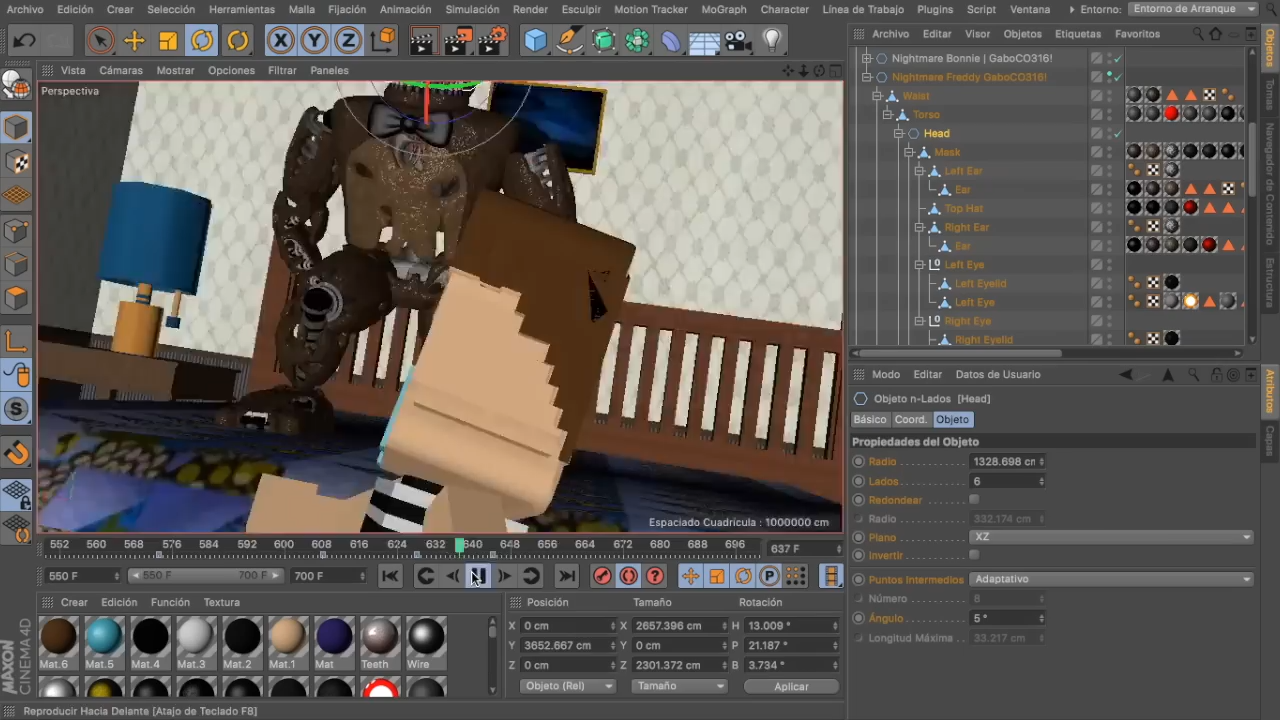 Archivo Edición Crear Selección Herramientas Malla Fijación Animación Simulación Render Esculpir Motion Tracker MoGraph Character Línea de Trabajo Plugins Script Ventana Entorno: Entorno de Arranque
Vista Cámaras Mostrar Opciones Filtrar Paneles
Perspectiva
Espaciado Cuadrícula : 1000000 cm
552 560 568 576 584 592 600 608 616 624 632 640 648 656 664 672 680 688 696
637 F
550 F 550 F 700 F 700 F
Crear Edición Función Textura
Mat.6 Mat.5 Mat.4 Mat.3 Mat.2 Mat.1 Mat Teeth Wire
Posición Tamaño Rotación
X 0 cm X 2657.396 cm H 13.009 °
Y 3652.667 cm Y 0 cm P 21.187 °
Z 0 cm Z 2301.372 cm B 3.734 °
Objeto (Rel) Tamaño Aplicar
MAXON CINEMA4D
Reproducir Hacia Delante [Atajo de Teclado F8]
Archivo Editar Visor Objetos Etiquetas Favoritos
Nightmare Bonnie | GaboCO316!
Nightmare Freddy GaboCO316!
Waist
Torso
Head
Mask
Left Ear
Ear
Top Hat
Right Ear
Ear
Left Eye
Left Eyelid
Left Eye
Right Eye
Right Eyelid
Modo Editar Datos de Usuario
Objeto n-Lados [Head]
Básico Coord. Objeto
Propiedades del Objeto
Radio 1328.698 cm
Lados 6
Redondear
Radio 332.174 cm
Plano XZ
Invertir
Puntos Intermedios Adaptativo
Número 8
Ángulo 5 °
Longitud Máxima 33.217 cm
Objetos
Tomas
Navegador de Contenido
Estructura
Atributos
Capas